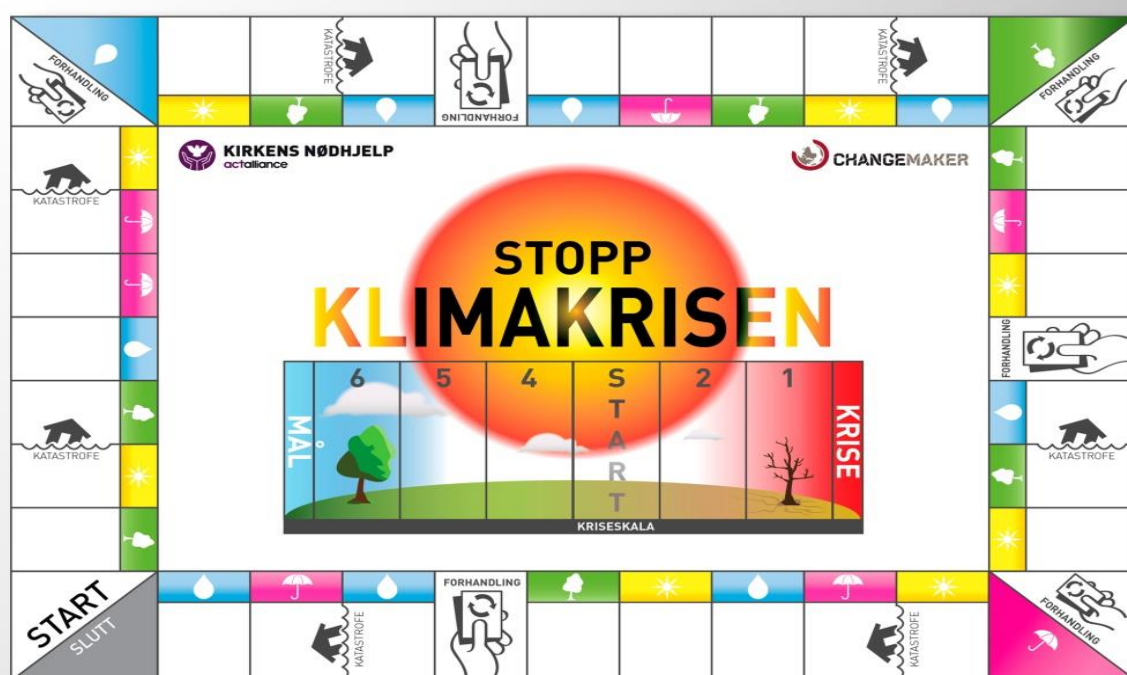 FORHANDLING
KATASTROFE
FORHANDLING
KATASTROFE
FORHANDLING
KIRKENS NØDHJELP
actalliance
CHANGEMAKER
KATASTROFE
STOPP
KLIMAKRISEN
FORHANDLING
MÅL
6
5
4
START
2
1
KRISE
KRISESKALA
KATASTROFE
KATASTROFE
START
SLUTT
KATASTROFE
FORHANDLING
KATASTROFE
FORHANDLING